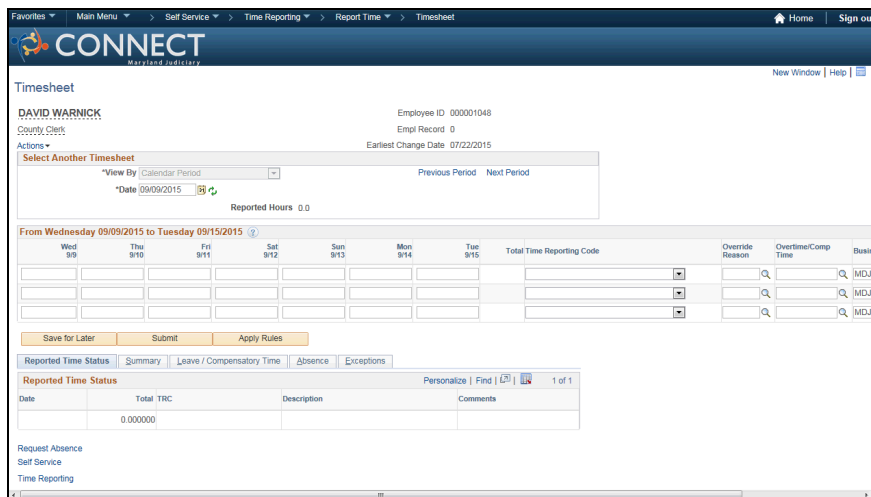 Favorites Main Menu > Self Service > Time Reporting > Report Time > Timesheet Home Sign ou
CONNECT
Maryland Judiciary
New Window | Help |
Timesheet
DAVID WARNICK Employee ID 000001048
County Clerk Empl Record 0
Actions Earliest Change Date 07/22/2015
Select Another Timesheet
*View By Calendar Period Previous Period Next Period
*Date 09/09/2015
Reported Hours 0.0
From Wednesday 09/09/2015 to Tuesday 09/15/2015 ?
Wed 9/9 Thu 9/10 Fri 9/11 Sat 9/12 Sun 9/13 Mon 9/14 Tue 9/15 Total Time Reporting Code Override Reason Overtime/Comp Time Busi
MDJ
MDJ
MDJ
Save for Later Submit Apply Rules
Reported Time Status Summary Leave / Compensatory Time Absence Exceptions
Reported Time Status Personalize | Find | | 1 of 1
Date Total TRC Description Comments
0.000000
Request Absence
Self Service
Time Reporting